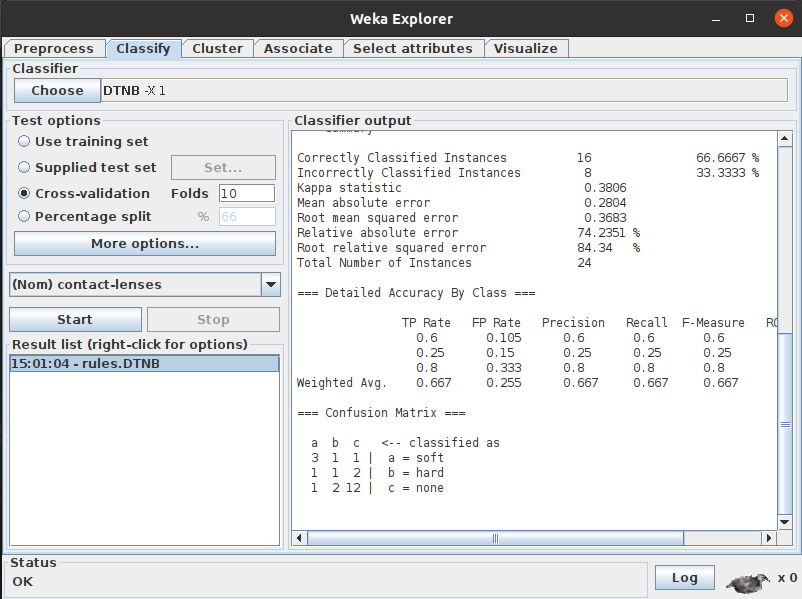 Weka Explorer
Preprocess Classify Cluster Associate Select attributes Visualize
Classifier
Choose DTNB -X 1
Test options
Use training set
Supplied test set Set...
Cross-validation Folds 10
Percentage split % 66
More options...
(Nom) contact-lenses
Start Stop
Result list (right-click for options)
15:01:04 - rules.DTNB
Classifier output
Correctly Classified Instances 16 66.6667 %
Incorrectly Classified Instances 8 33.3333 %
Kappa statistic 0.3806
Mean absolute error 0.2804
Root mean squared error 0.3683
Relative absolute error 74.2351 %
Root relative squared error 84.34 %
Total Number of Instances 24
=== Detailed Accuracy By Class ===
TP Rate FP Rate Precision Recall F-Measure
0.6 0.105 0.6 0.6 0.6
0.25 0.15 0.25 0.25 0.25
0.8 0.333 0.8 0.8 0.8
Weighted Avg. 0.667 0.255 0.667 0.667 0.667
=== Confusion Matrix ===
a b c <-- classified as
3 1 1 | a = soft
1 1 2 | b = hard
1 2 12 | c = none
Status
OK
Log x 0